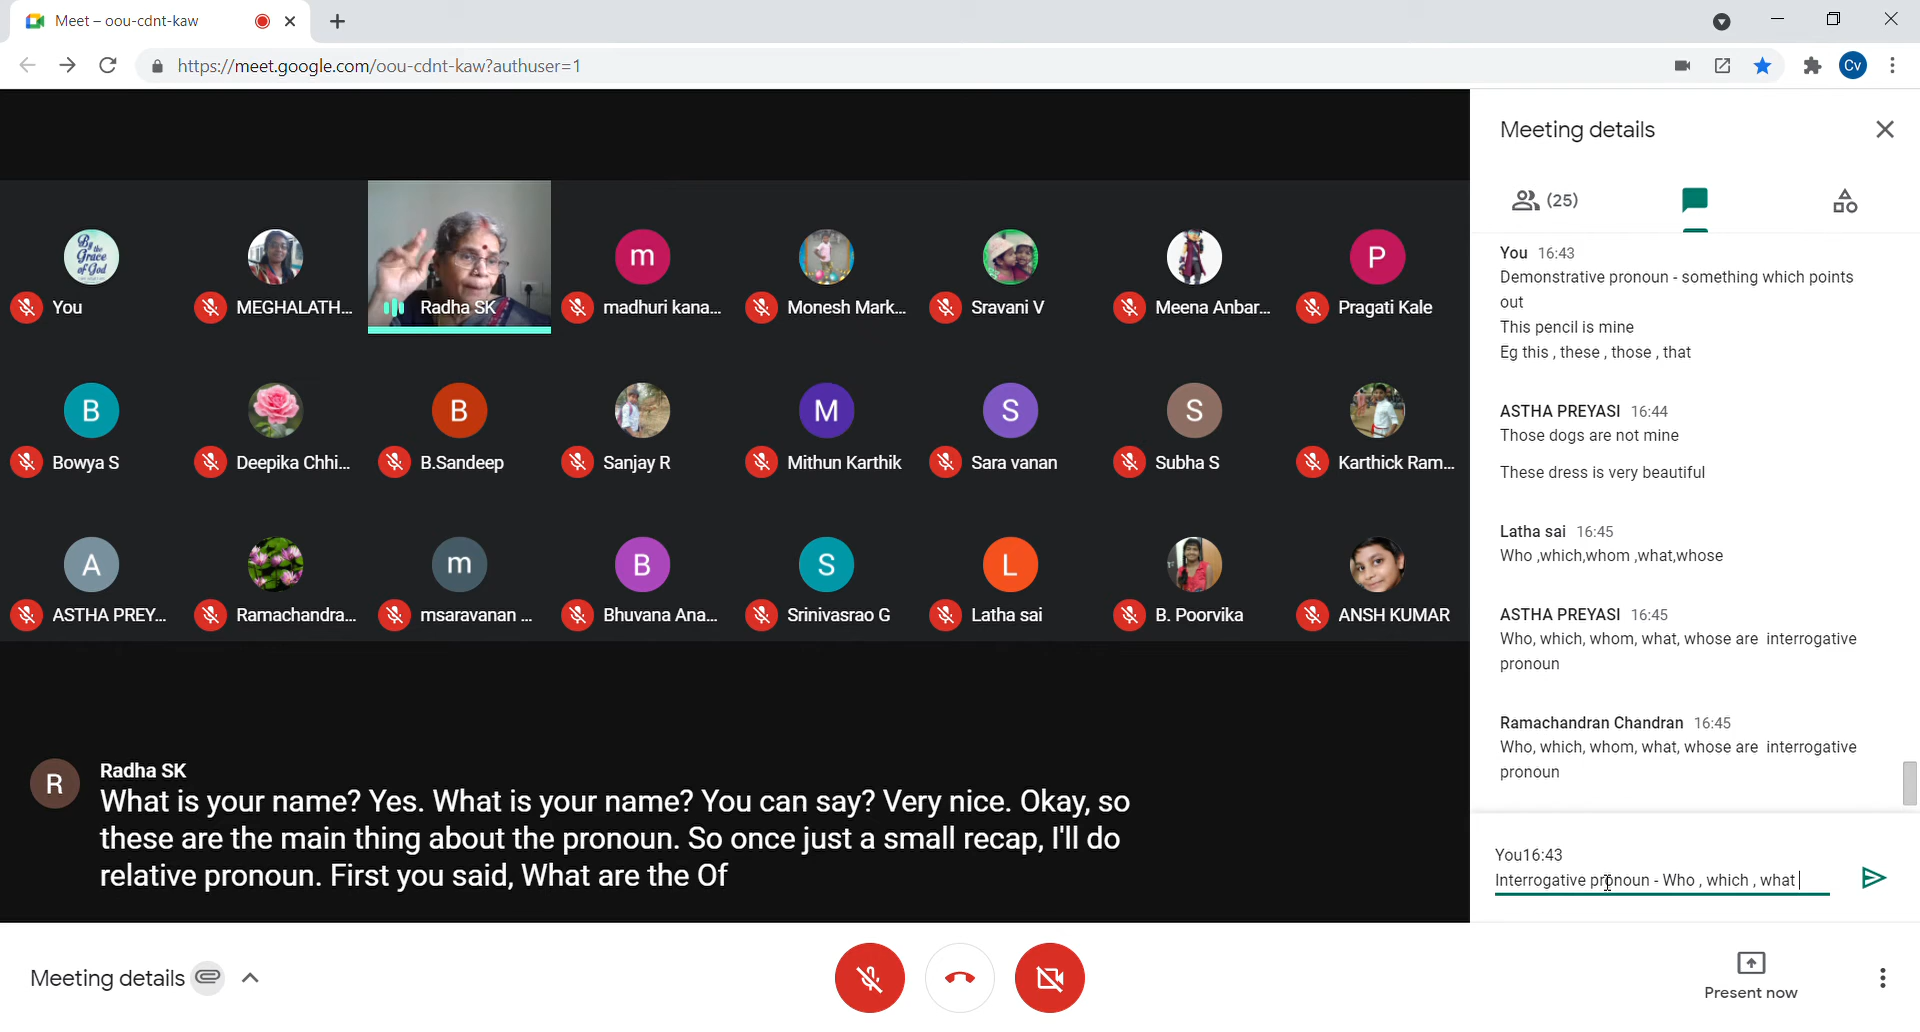 Meet – oou-cdnt-kaw
https://meet.google.com/oou-cdnt-kaw?authuser=1
Cv
By the
Grace
of God
You
MEGHALATH...
Radha SK
m
madhuri kana...
Monesh Mark...
Sravani V
Meena Anbar...
P
Pragati Kale
B
Bowya S
Deepika Chhi...
B
B.Sandeep
Sanjay R
M
Mithun Karthik
S
Sara vanan
S
Subha S
Karthick Ram...
A
ASTHA PREY...
Ramachandra...
m
msaravanan ...
B
Bhuvana Ana...
S
Srinivasrao G
L
Latha sai
B. Poorvika
ANSH KUMAR
R
Radha SK
What is your name? Yes. What is your name? You can say? Very nice. Okay, so
these are the main thing about the pronoun. So once just a small recap, I'll do
relative pronoun. First you said, What are the Of
Meeting details
(25)
You 16:43
Demonstrative pronoun - something which points
out
This pencil is mine
Eg this , these , those , that
ASTHA PREYASI 16:44
Those dogs are not mine
These dress is very beautiful
Latha sai 16:45
Who ,which,whom ,what,whose
ASTHA PREYASI 16:45
Who, which, whom, what, whose are interrogative
pronoun
Ramachandran Chandran 16:45
Who, which, whom, what, whose are interrogative
pronoun
You16:43
Interrogative pronoun - Who , which , what
Meeting details
Present now